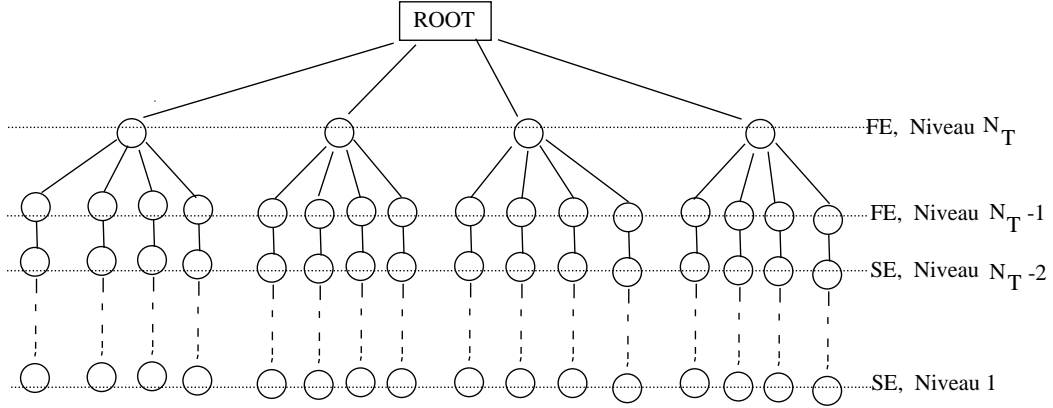 ROOT
FE, Niveau N_T
FE, Niveau N_T -1
SE, Niveau N_T -2
SE, Niveau 1